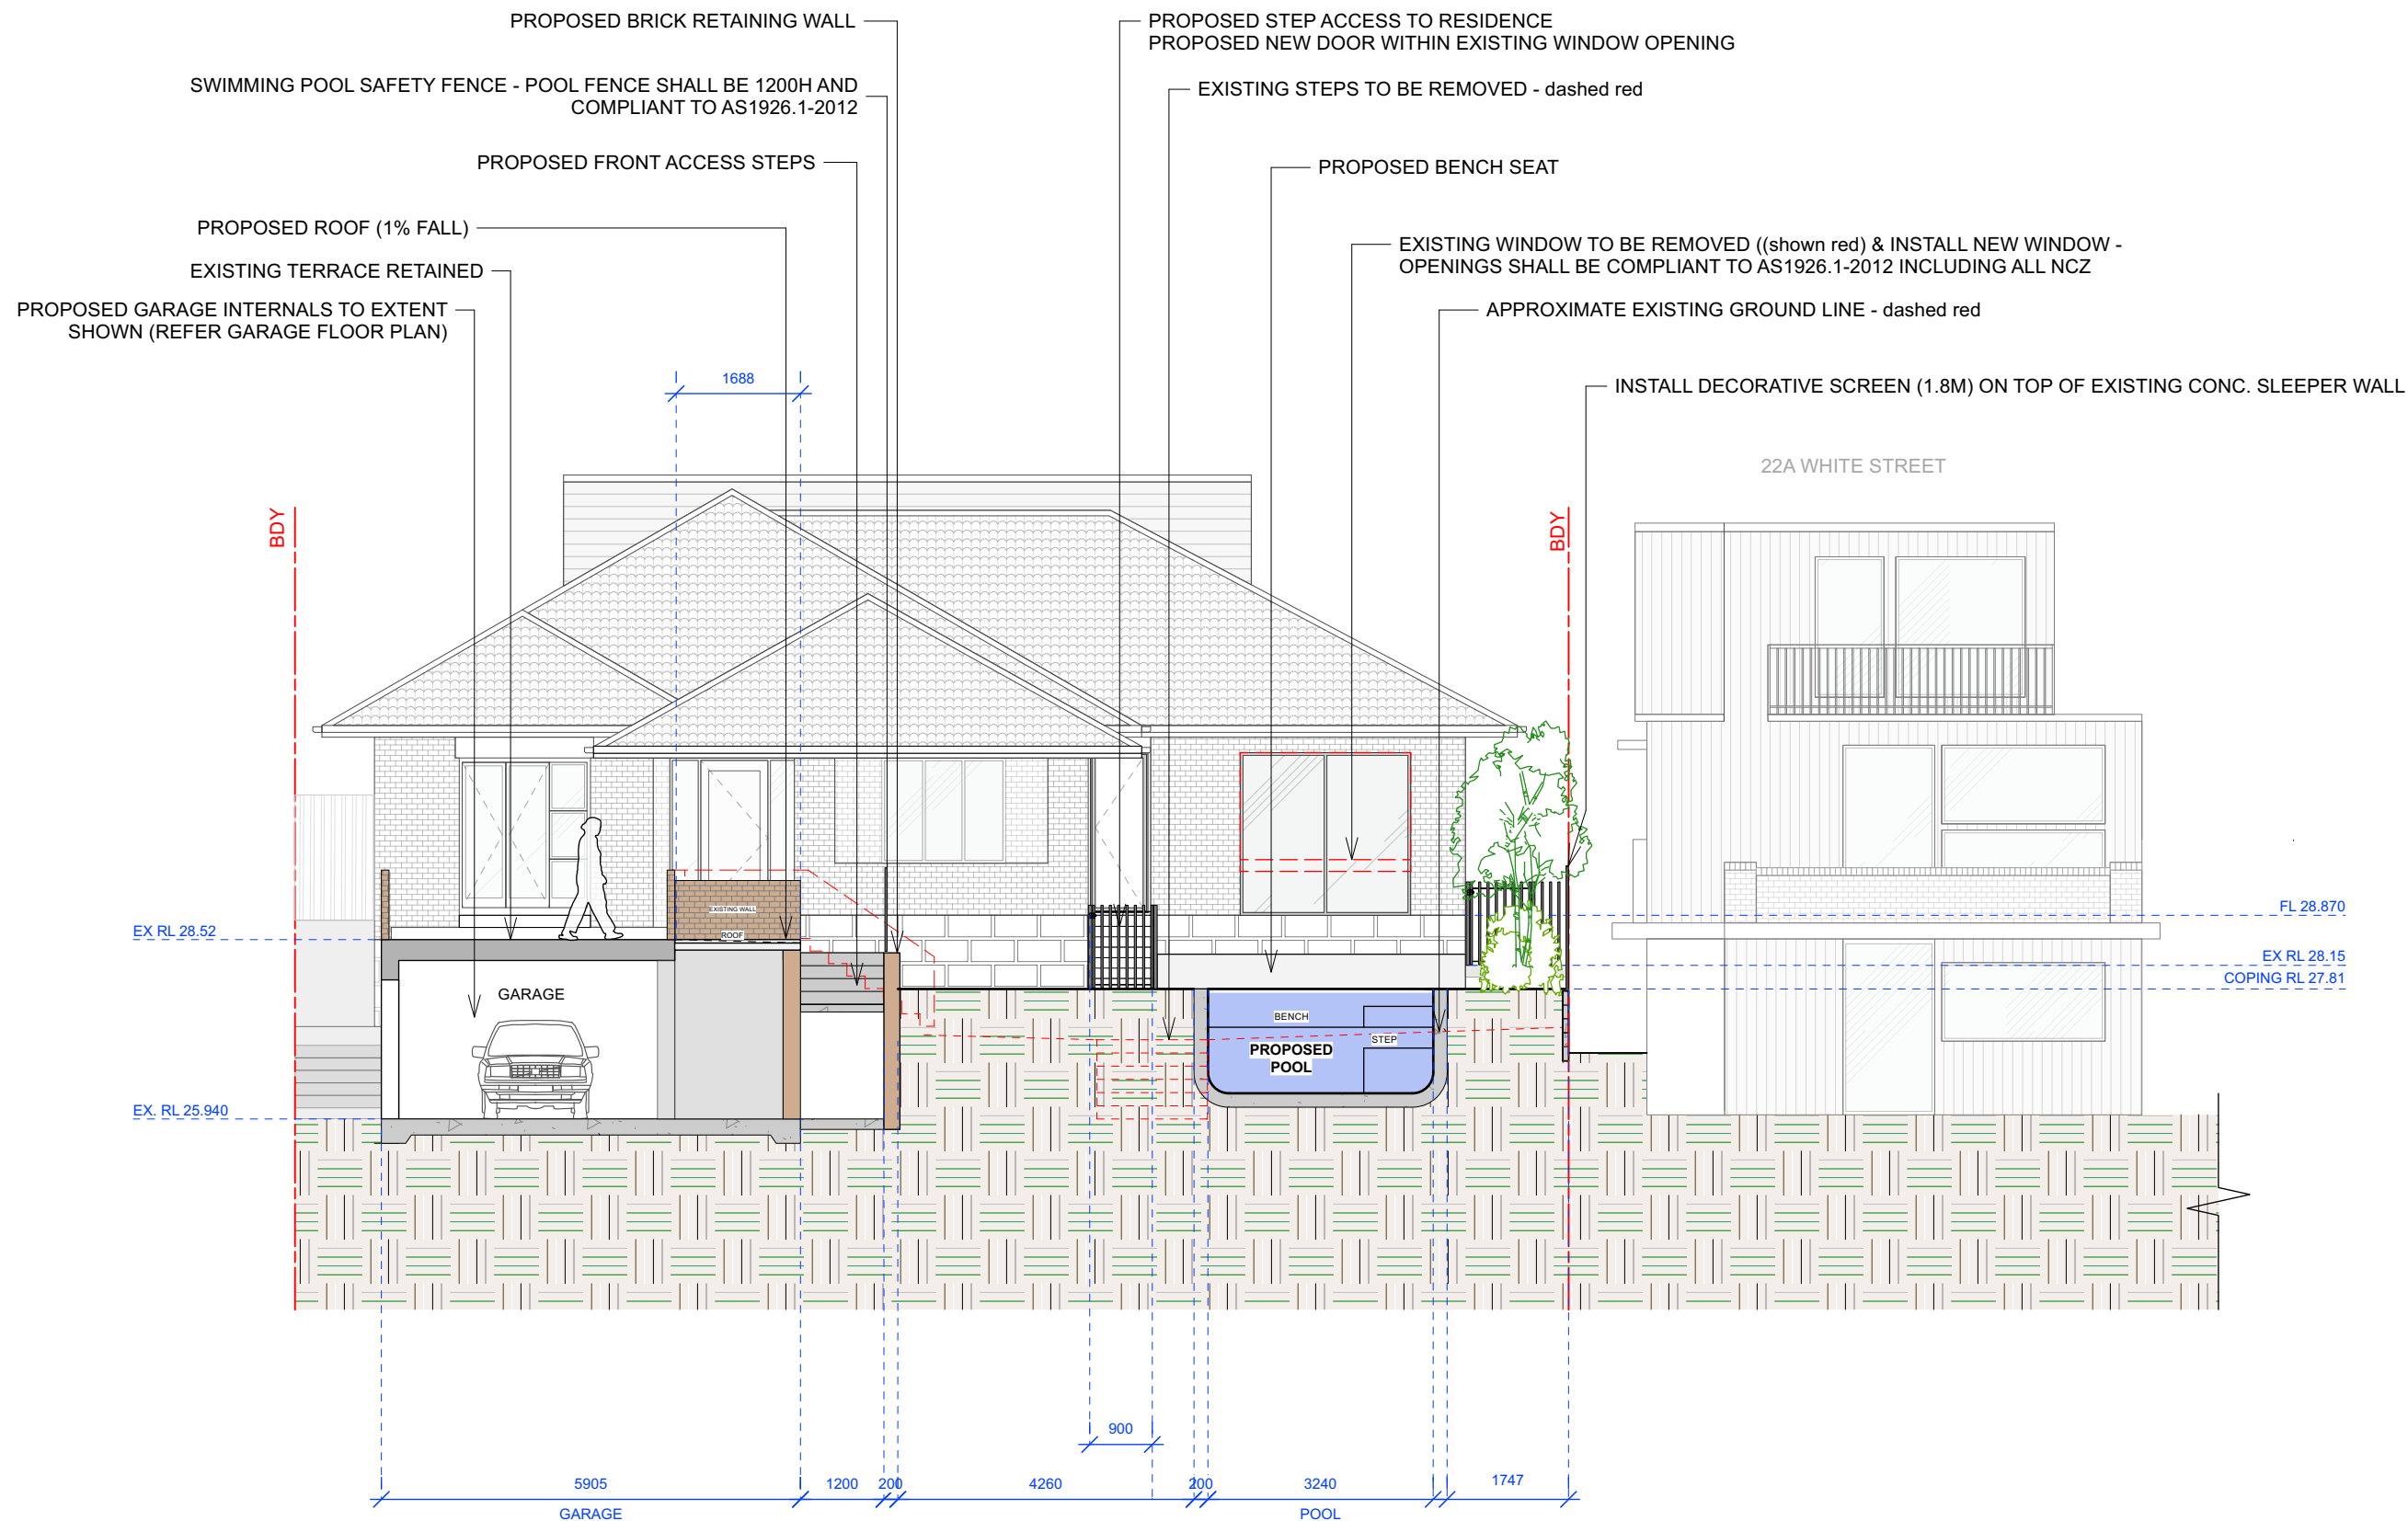 PROPOSED BRICK RETAINING WALL
PROPOSED STEP ACCESS TO RESIDENCE
PROPOSED NEW DOOR WITHIN EXISTING WINDOW OPENING
SWIMMING POOL SAFETY FENCE - POOL FENCE SHALL BE 1200H AND
COMPLIANT TO AS1926.1-2012
EXISTING STEPS TO BE REMOVED - dashed red
PROPOSED FRONT ACCESS STEPS
PROPOSED BENCH SEAT
PROPOSED ROOF (1% FALL)
EXISTING WINDOW TO BE REMOVED ((shown red) & INSTALL NEW WINDOW -
OPENINGS SHALL BE COMPLIANT TO AS1926.1-2012 INCLUDING ALL NCZ
EXISTING TERRACE RETAINED
PROPOSED GARAGE INTERNALS TO EXTENT
SHOWN (REFER GARAGE FLOOR PLAN)
APPROXIMATE EXISTING GROUND LINE - dashed red
1688
INSTALL DECORATIVE SCREEN (1.8M) ON TOP OF EXISTING CONC. SLEEPER WALL
22A WHITE STREET
BDY
BDY
EXISTING WALL
FL 28.870
EX RL 28.52
ROOF
EX RL 28.15
COPING RL 27.81
GARAGE
BENCH
STEP
PROPOSED
POOL
EX. RL 25.940
900
5905
1200
200
4260
200
3240
1747
GARAGE
POOL